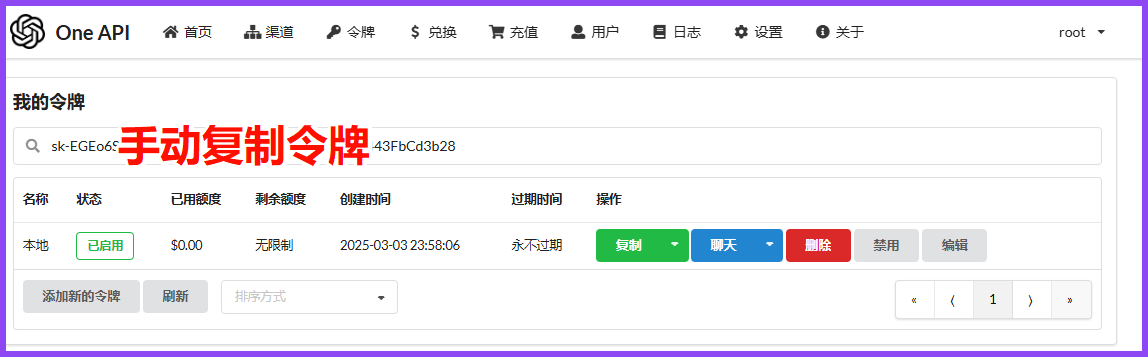 One API 首页 渠道 令牌 兑换 充值 用户 日志 设置 关于 root
我的令牌
sk-EGEo6S 手动复制令牌 43FbCd3b28
名称 状态 已用额度 剩余额度 创建时间 过期时间 操作
本地 已启用 $0.00 无限制 2025-03-03 23:58:06 永不过期 复制 聊天 删除 禁用 编辑
添加新的令牌 刷新 排序方式 « ⟨ 1 ⟩ »